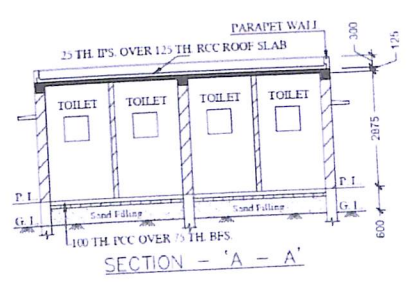 PARAPET WALL
25 TH. IPS. OVER 125 TH. RCC ROOF SLAB
300
125
TOILET TOILET TOILET TOILET
2875
P. L. P. L.
G. L. Sand Filling Sand Filling G. L.
600
100 TH. PCC OVER 75 TH. BFS.
SECTION - 'A - A'